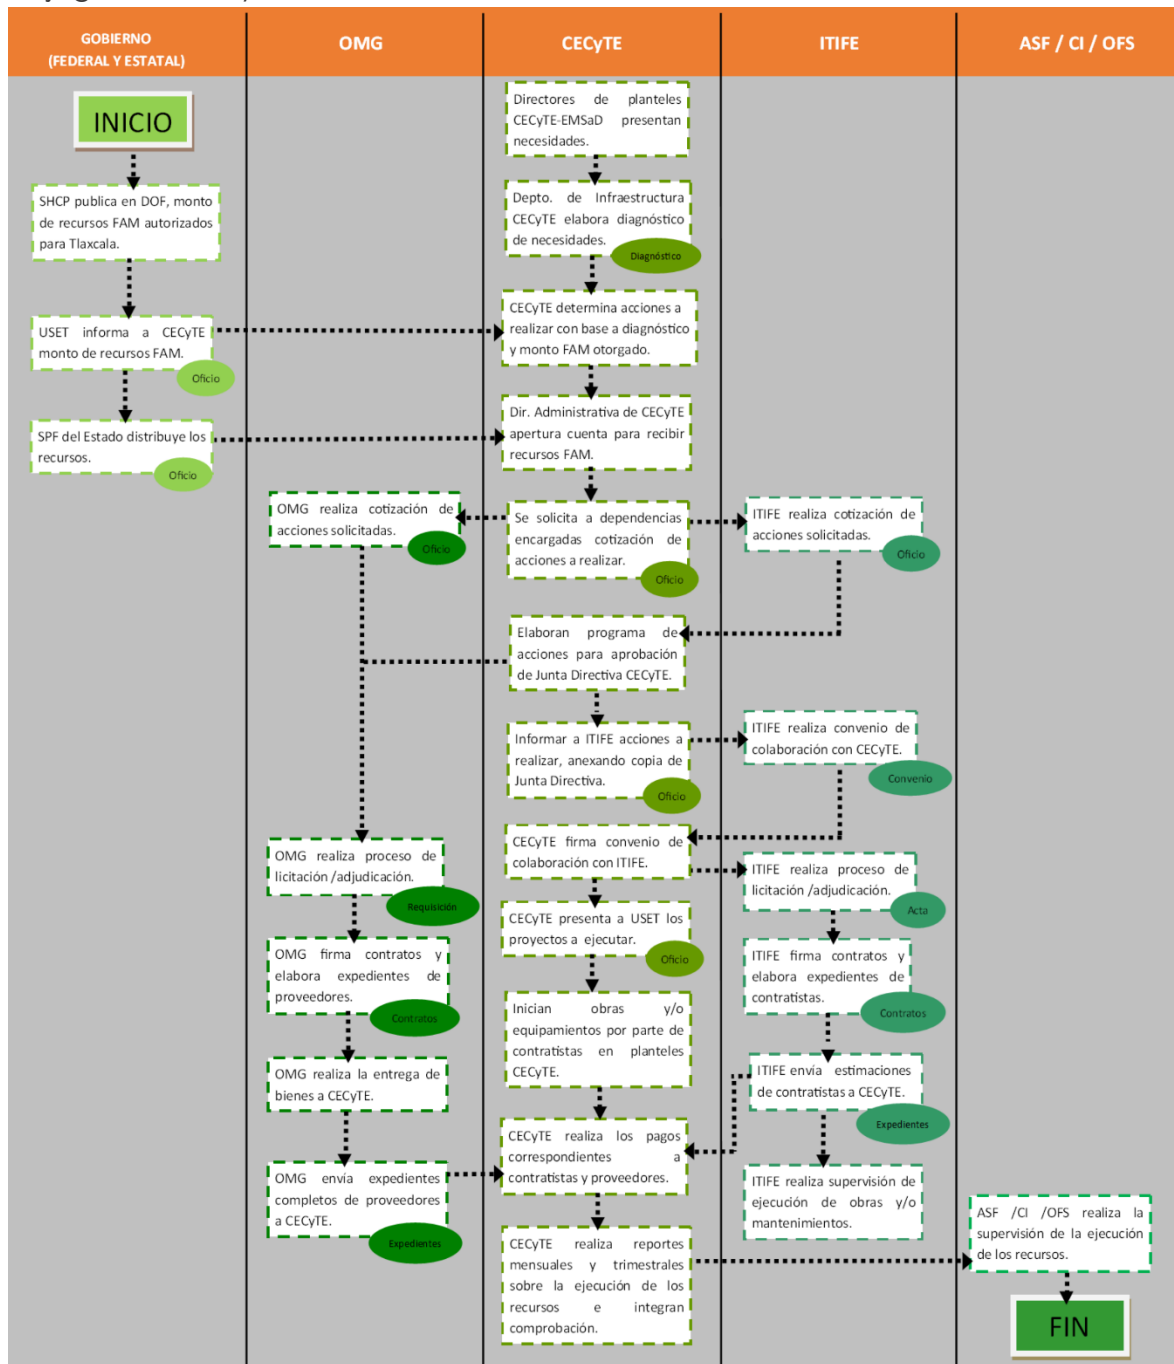 GOBIERNO
(FEDERAL Y ESTATAL)
OMG
CECyTE
ITIFE
ASF / CI / OFS
INICIO
SHCP publica en DOF, monto
de recursos FAM autorizados
para Tlaxcala.
USET informa a CECyTE
monto de recursos FAM.
Oficio
SPF del Estado distribuye los
recursos.
Oficio
OMG realiza cotización de
acciones solicitadas.
Oficio
OMG realiza proceso de
licitación /adjudicación.
Requisición
OMG firma contratos y
elabora expedientes de
proveedores.
Contratos
OMG realiza la entrega de
bienes a CECyTE.
OMG envía expedientes
completos de proveedores
a CECyTE.
Expedientes
Directores de planteles
CECyTE-EMSaD presentan
necesidades.
Depto. de Infraestructura
CECyTE elabora diagnóstico
de necesidades.
Diagnóstico
CECyTE determina acciones a
realizar con base a diagnóstico
y monto FAM otorgado.
Dir. Administrativa de CECyTE
apertura cuenta para recibir
recursos FAM.
Se solicita a dependencias
encargadas cotización de
acciones a realizar.
Oficio
Elaboran programa de
acciones para aprobación
de Junta Directiva CECyTE.
Informar a ITIFE acciones a
realizar, anexando copia de
Junta Directiva.
Oficio
CECyTE firma convenio de
colaboración con ITIFE.
CECyTE presenta a USET los
proyectos a ejecutar.
Oficio
Inician obras y/o
equipamientos por parte de
contratistas en planteles
CECyTE.
CECyTE realiza los pagos
correspondientes a
contratistas y proveedores.
CECyTE realiza reportes
mensuales y trimestrales
sobre la ejecución de los
recursos e integran
comprobación.
ITIFE realiza cotización de
acciones solicitadas.
Oficio
ITIFE realiza convenio de
colaboración con CECyTE.
Convenio
ITIFE realiza proceso de
licitación /adjudicación.
Acta
ITIFE firma contratos y
elabora expedientes de
contratistas.
Contratos
ITIFE envía estimaciones
de contratistas a CECyTE.
Expedientes
ITIFE realiza supervisión de
ejecución de obras y/o
mantenimientos.
ASF /CI /OFS realiza la
supervisión de la ejecución
de los recursos.
FIN